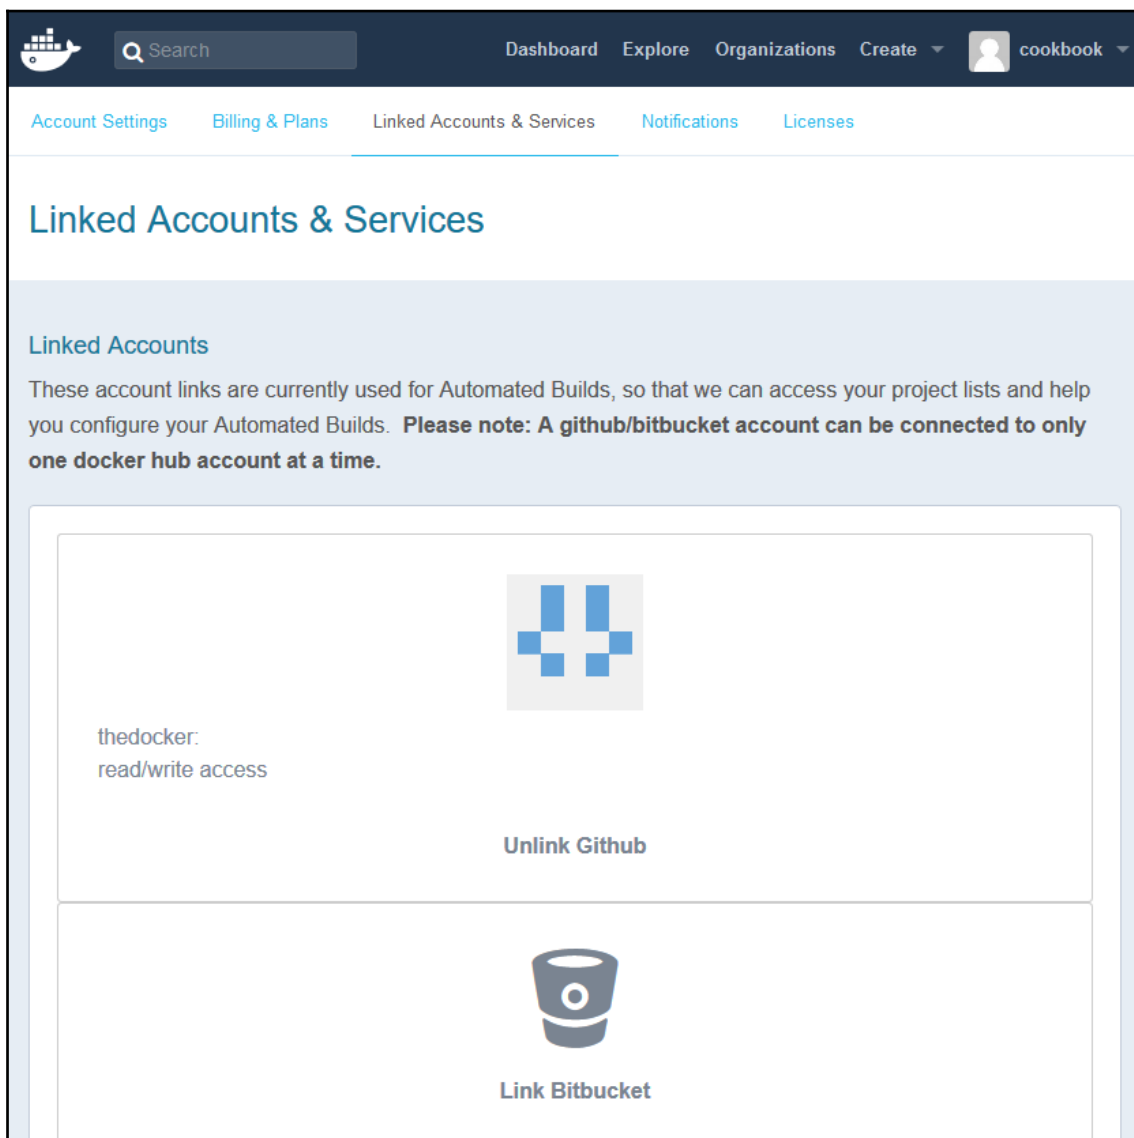 Search Dashboard Explore Organizations Create cookbook
Account Settings Billing & Plans Linked Accounts & Services Notifications Licenses
Linked Accounts & Services
Linked Accounts
These account links are currently used for Automated Builds, so that we can access your project lists and help
you configure your Automated Builds. Please note: A github/bitbucket account can be connected to only
one docker hub account at a time.
thedocker:
read/write access
Unlink Github
Link Bitbucket